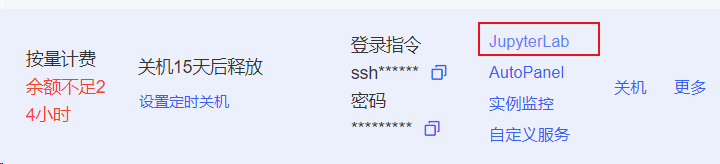 按量计费
余额不足2
4小时
关机15天后释放
设置定时关机
登录指令
ssh******
密码
*********
JupyterLab
AutoPanel
实例监控
自定义服务
关机
更多